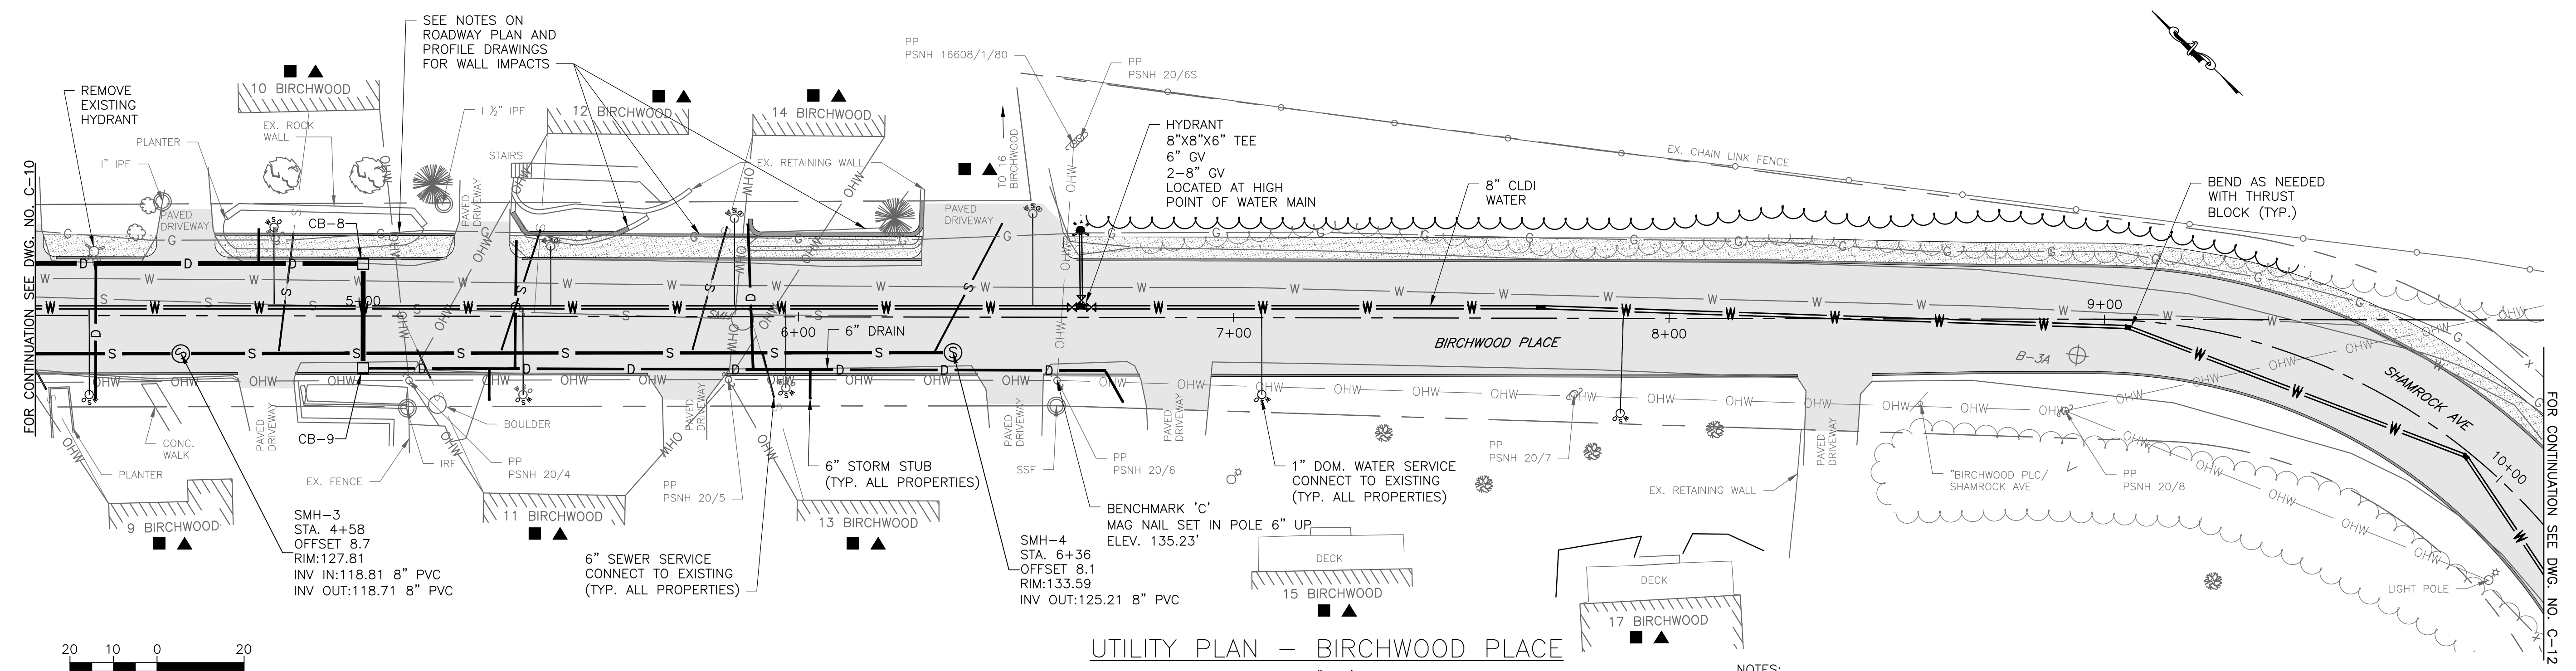 SEE NOTES ON
ROADWAY PLAN AND
PROFILE DRAWINGS
FOR WALL IMPACTS
PP
PSNH 16608/1/80
PP
PSNH 20/6S
REMOVE
EXISTING
HYDRANT
10 BIRCHWOOD
EX. ROCK
WALL
PLANTER
1" IPF
1 ½" IPF
12 BIRCHWOOD
14 BIRCHWOOD
STAIRS
EX. RETAINING WALL
TO 16
BIRCHWOOD
HYDRANT
8"X8"X6" TEE
6" GV
2-8" GV
LOCATED AT HIGH
POINT OF WATER MAIN
8" CLDI
WATER
EX. CHAIN LINK FENCE
BEND AS NEEDED
WITH THRUST
BLOCK (TYP.)
FOR CONTINUATION SEE DWG. NO. C-10
PAVED
DRIVEWAY
CB-8
PAVED
DRIVEWAY
PAVED
DRIVEWAY
5+00
6+00
7+00
8+00
9+00
10+00
SMH
6" DRAIN
BIRCHWOOD PLACE
B-3A
SHAMROCK AVE
FOR CONTINUATION SEE DWG. NO. C-12
CONC.
WALK
PLANTER
PAVED
DRIVEWAY
CB-9
EX. FENCE
IRF
BOULDER
PP
PSNH 20/4
PAVED
DRIVEWAY
PP
PSNH 20/5
6" STORM STUB
(TYP. ALL PROPERTIES)
PAVED
DRIVEWAY
SSF
PP
PSNH 20/6
PAVED
DRIVEWAY
1" DOM. WATER SERVICE
CONNECT TO EXISTING
(TYP. ALL PROPERTIES)
PP
PSNH 20/7
EX. RETAINING WALL
PAVED
DRIVEWAY
"BIRCHWOOD PLC/
SHAMROCK AVE
PP
PSNH 20/8
LIGHT POLE
9 BIRCHWOOD
11 BIRCHWOOD
13 BIRCHWOOD
SMH-3
STA. 4+58
OFFSET 8.7
RIM:127.81
INV IN:118.81 8" PVC
INV OUT:118.71 8" PVC
6" SEWER SERVICE
CONNECT TO EXISTING
(TYP. ALL PROPERTIES)
BENCHMARK 'C'
MAG NAIL SET IN POLE 6" UP
ELEV. 135.23'
SMH-4
STA. 6+36
OFFSET 8.1
RIM:133.59
INV OUT:125.21 8" PVC
DECK
15 BIRCHWOOD
DECK
17 BIRCHWOOD
20 10 0 20
UTILITY PLAN – BIRCHWOOD PLACE
NOTES: